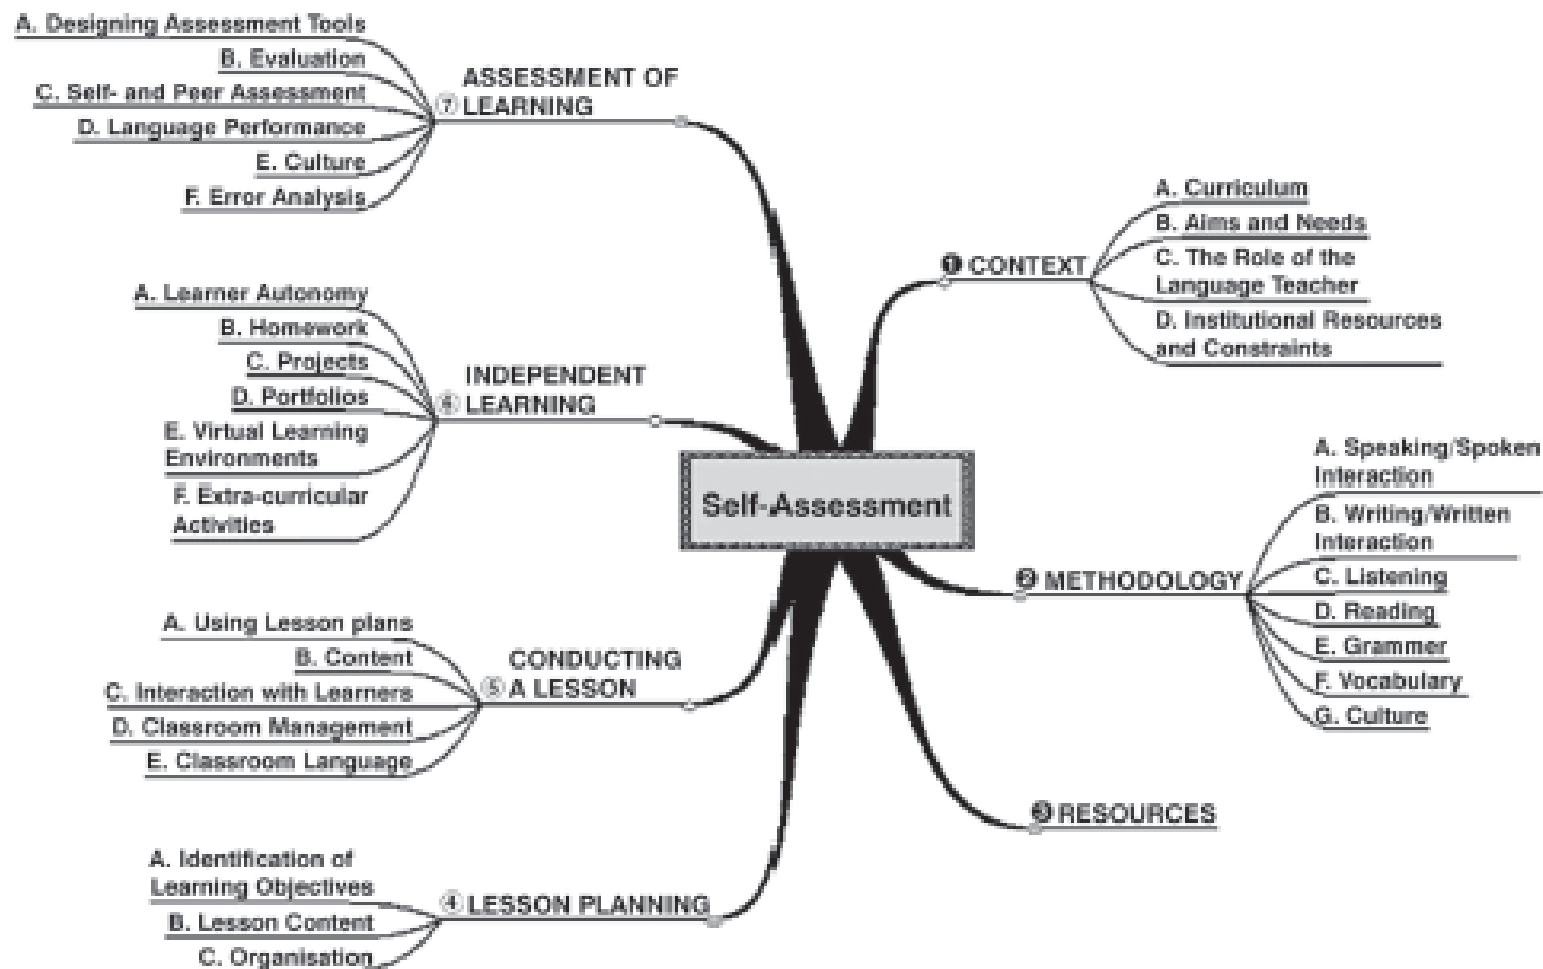 Self-Assessment
❶ CONTEXT
A. Curriculum
B. Aims and Needs
C. The Role of the
Language Teacher
D. Institutional Resources
and Constraints
❷ METHODOLOGY
A. Speaking/Spoken
Interaction
B. Writing/Written
Interaction
C. Listening
D. Reading
E. Grammer
F. Vocabulary
G. Culture
❸ RESOURCES
④ LESSON PLANNING
A. Identification of
Learning Objectives
B. Lesson Content
C. Organisation
⑤ CONDUCTING
A LESSON
A. Using Lesson plans
B. Content
C. Interaction with Learners
D. Classroom Management
E. Classroom Language
⑥ INDEPENDENT
LEARNING
A. Learner Autonomy
B. Homework
C. Projects
D. Portfolios
E. Virtual Learning
Environments
F. Extra-curricular
Activities
⑦ ASSESSMENT OF
LEARNING
A. Designing Assessment Tools
B. Evaluation
C. Self- and Peer Assessment
D. Language Performance
E. Culture
F. Error Analysis